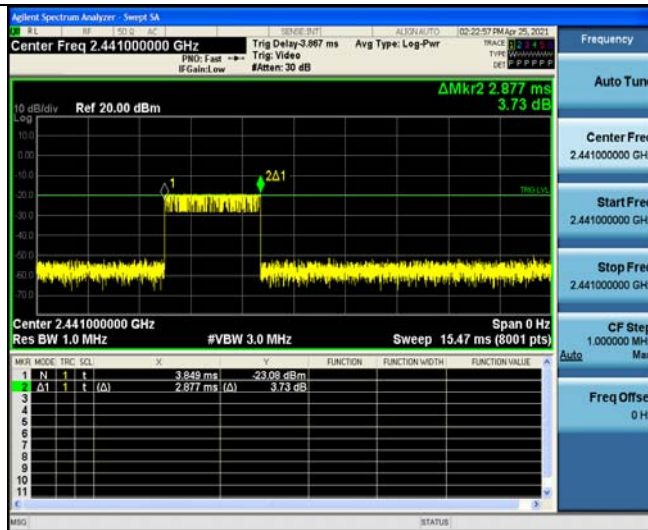 Agilent Spectrum Analyzer - Swept SA
RL RF 50 Ω AC SENSE:INT ALIGN AUTO 02:22:57 PM Apr 25, 2021
Center Freq 2.441000000 GHz
PNO: Fast
IFGain:Low
Trig Delay-3.867 ms
Trig: Video
#Atten: 30 dB
Avg Type: Log-Pwr
TRACE 1 2 3 4 5 6
TYPE
DET P P P P P P
Frequency
ΔMkr2 2.877 ms
3.73 dB
10 dB/div
Log
Ref 20.00 dBm
10.0
0.00
-10.0
-20.0
-30.0
-40.0
-50.0
-60.0
-70.0
1
2Δ1
TRIG LVL
Center 2.441000000 GHz
Span 0 Hz
Res BW 1.0 MHz
#VBW 3.0 MHz
Sweep 15.47 ms (8001 pts)
MKR MODE TRC SCL X Y FUNCTION FUNCTION WIDTH FUNCTION VALUE
1 N 1 t 3.849 ms -23.08 dBm
2 Δ1 1 t (Δ) 2.877 ms (Δ) 3.73 dB
3
4
5
6
7
8
9
10
11
MSG
STATUS
Auto Tun
Center Fre
2.441000000 GH
Start Fre
2.441000000 GH
Stop Fre
2.441000000 GH
CF Ste
1.000000 MH
Auto Ma
Freq Offse
0 H